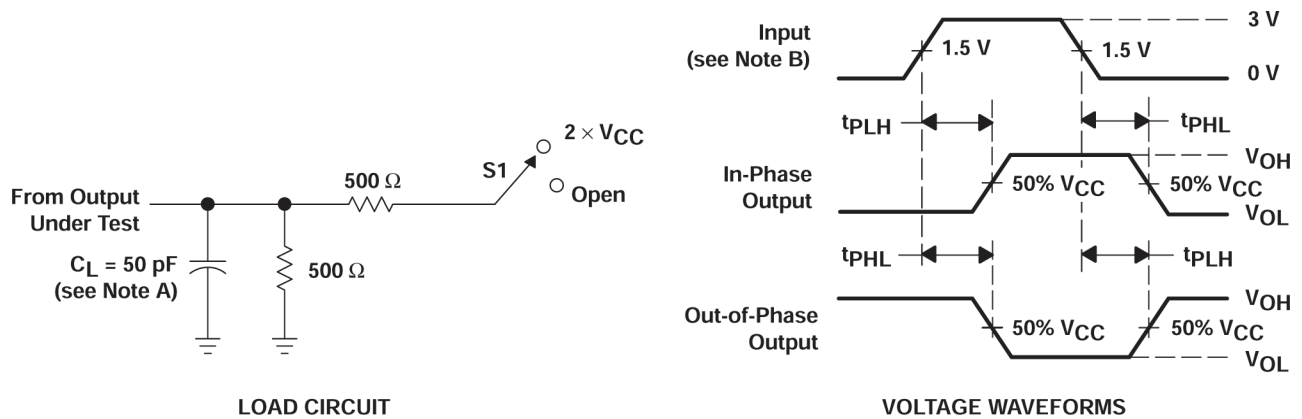 From Output
Under Test
C_L = 50 pF
(see Note A)
500 Ω
500 Ω
S1
2 × V_CC
Open
LOAD CIRCUIT
Input
(see Note B)
1.5 V
1.5 V
3 V
0 V
t_PLH
t_PHL
In-Phase
Output
50% V_CC
50% V_CC
V_OH
V_OL
t_PHL
t_PLH
Out-of-Phase
Output
50% V_CC
50% V_CC
V_OH
V_OL
VOLTAGE WAVEFORMS